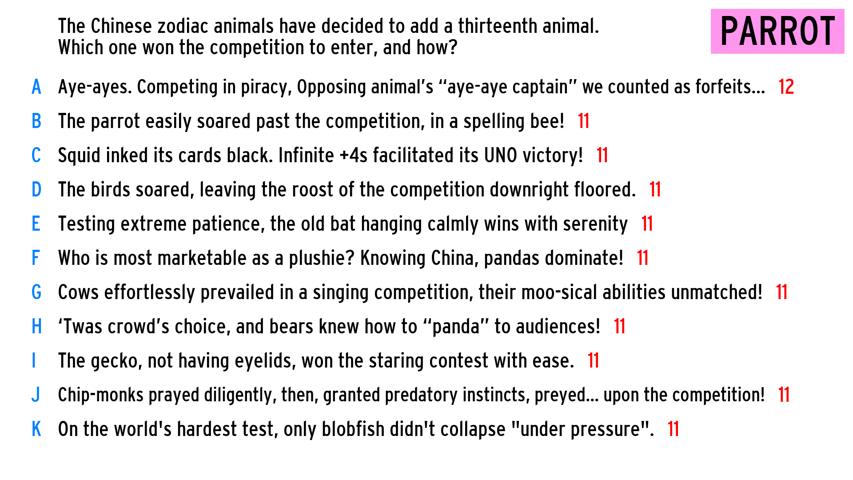 The Chinese zodiac animals have decided to add a thirteenth animal.
Which one won the competition to enter, and how?
PARROT
A Aye-ayes. Competing in piracy, Opposing animal's “aye-aye captain” we counted as forfeits... 12
B The parrot easily soared past the competition, in a spelling bee! 11
C Squid inked its cards black. Infinite +4s facilitated its UNO victory! 11
D The birds soared, leaving the roost of the competition downright floored. 11
E Testing extreme patience, the old bat hanging calmly wins with serenity 11
F Who is most marketable as a plushie? Knowing China, pandas dominate! 11
G Cows effortlessly prevailed in a singing competition, their moo-sical abilities unmatched! 11
H ‘Twas crowd's choice, and bears knew how to “panda” to audiences! 11
I The gecko, not having eyelids, won the staring contest with ease. 11
J Chip-monks prayed diligently, then, granted predatory instincts, preyed... upon the competition! 11
K On the world's hardest test, only blobfish didn't collapse "under pressure". 11